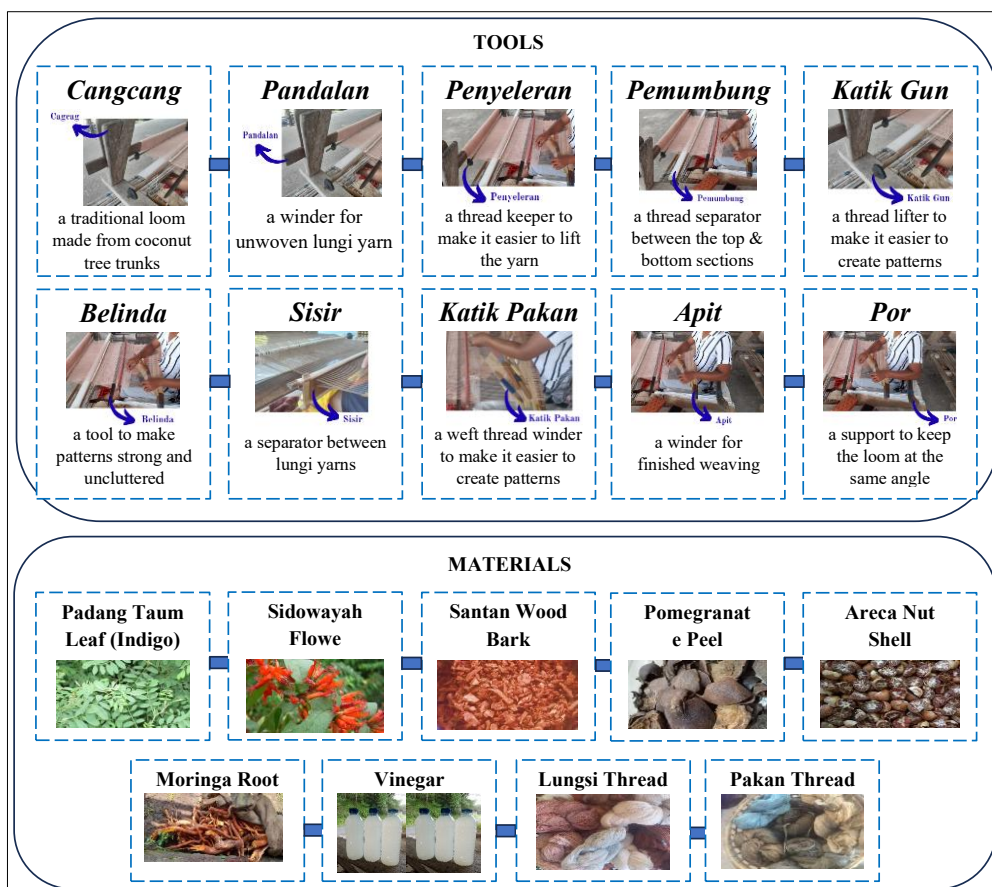 TOOLS
Cangcang
Cagcag
a traditional loom
made from coconut
tree trunks
Pandalan
Pandalan
a winder for
unwoven lungi yarn
Penyeleran
Penyeleran
a thread keeper to
make it easier to lift
the yarn
Pemumbung
Pemumbung
a thread separator
between the top &
bottom sections
Katik Gun
Katik Gun
a thread lifter to
make it easier to
create patterns
Belinda
Belinda
a tool to make
patterns strong and
uncluttered
Sisir
Sisir
a separator between
lungi yarns
Katik Pakan
Katik Pakan
a weft thread winder
to make it easier to
create patterns
Apit
Apit
a winder for
finished weaving
Por
Por
a support to keep
the loom at the
same angle
MATERIALS
Padang Taum
Leaf (Indigo)
Sidowayah
Flowe
Santan Wood
Bark
Pomegranat
e Peel
Areca Nut
Shell
Moringa Root
Vinegar
Lungsi Thread
Pakan Thread